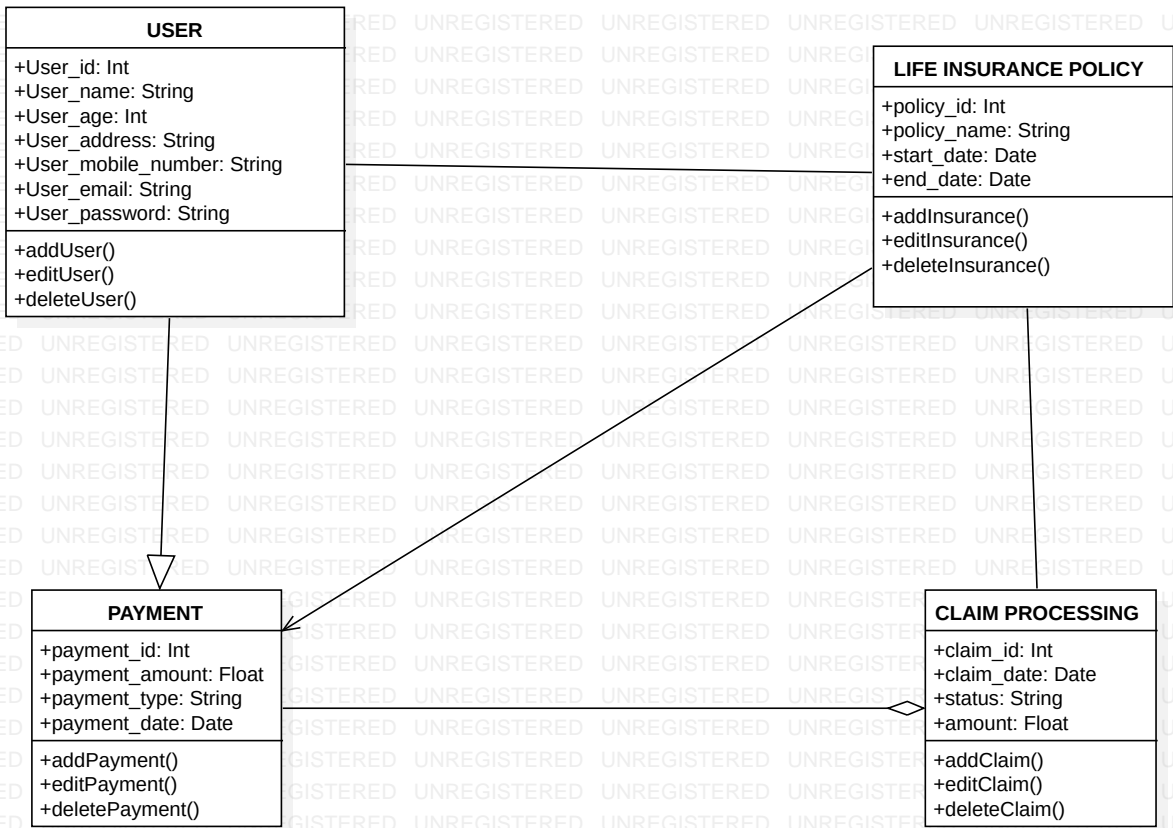 USER
+User_id: Int
+User_name: String
+User_age: Int
+User_address: String
+User_mobile_number: String
+User_email: String
+User_password: String
+addUser()
+editUser()
+deleteUser()
LIFE INSURANCE POLICY
+policy_id: Int
+policy_name: String
+start_date: Date
+end_date: Date
+addInsurance()
+editInsurance()
+deleteInsurance()
PAYMENT
+payment_id: Int
+payment_amount: Float
+payment_type: String
+payment_date: Date
+addPayment()
+editPayment()
+deletePayment()
CLAIM PROCESSING
+claim_id: Int
+claim_date: Date
+status: String
+amount: Float
+addClaim()
+editClaim()
+deleteClaim()
UNREGISTERED